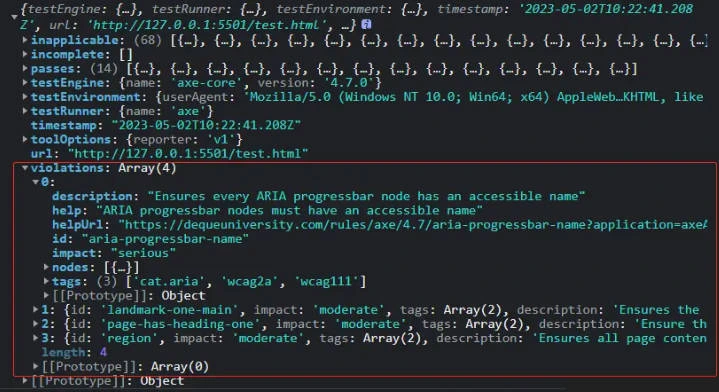 {testEngine: {…}, testRunner: {…}, testEnvironment: {…}, timestamp: '2023-05-02T10:22:41.208
Z', url: 'http://127.0.0.1:5501/test.html', …}
inapplicable: (68) [{…}, {…}, {…}, {…}, {…}, {…}, {…}, {…}, {…}, {…}, {…}, {…}, {…}, {…},
incomplete: []
passes: (14) [{…}, {…}, {…}, {…}, {…}, {…}, {…}, {…}, {…}, {…}, {…}, {…}, {…}, {…}]
testEngine: {name: 'axe-core', version: '4.7.0'}
testEnvironment: {userAgent: 'Mozilla/5.0 (Windows NT 10.0; Win64; x64) AppleWeb…KHTML, like
testRunner: {name: 'axe'}
timestamp: "2023-05-02T10:22:41.208Z"
toolOptions: {reporter: 'v1'}
url: "http://127.0.0.1:5501/test.html"
violations: Array(4)
0:
description: "Ensures every ARIA progressbar node has an accessible name"
help: "ARIA progressbar nodes must have an accessible name"
helpUrl: "https://dequeuniversity.com/rules/axe/4.7/aria-progressbar-name?application=axeA
id: "aria-progressbar-name"
impact: "serious"
nodes: [{…}]
tags: (3) ['cat.aria', 'wcag2a', 'wcag111']
[[Prototype]]: Object
1: {id: 'landmark-one-main', impact: 'moderate', tags: Array(2), description: 'Ensures the
2: {id: 'page-has-heading-one', impact: 'moderate', tags: Array(2), description: 'Ensure th
3: {id: 'region', impact: 'moderate', tags: Array(2), description: 'Ensures all page conten
length: 4
[[Prototype]]: Array(0)
[[Prototype]]: Object